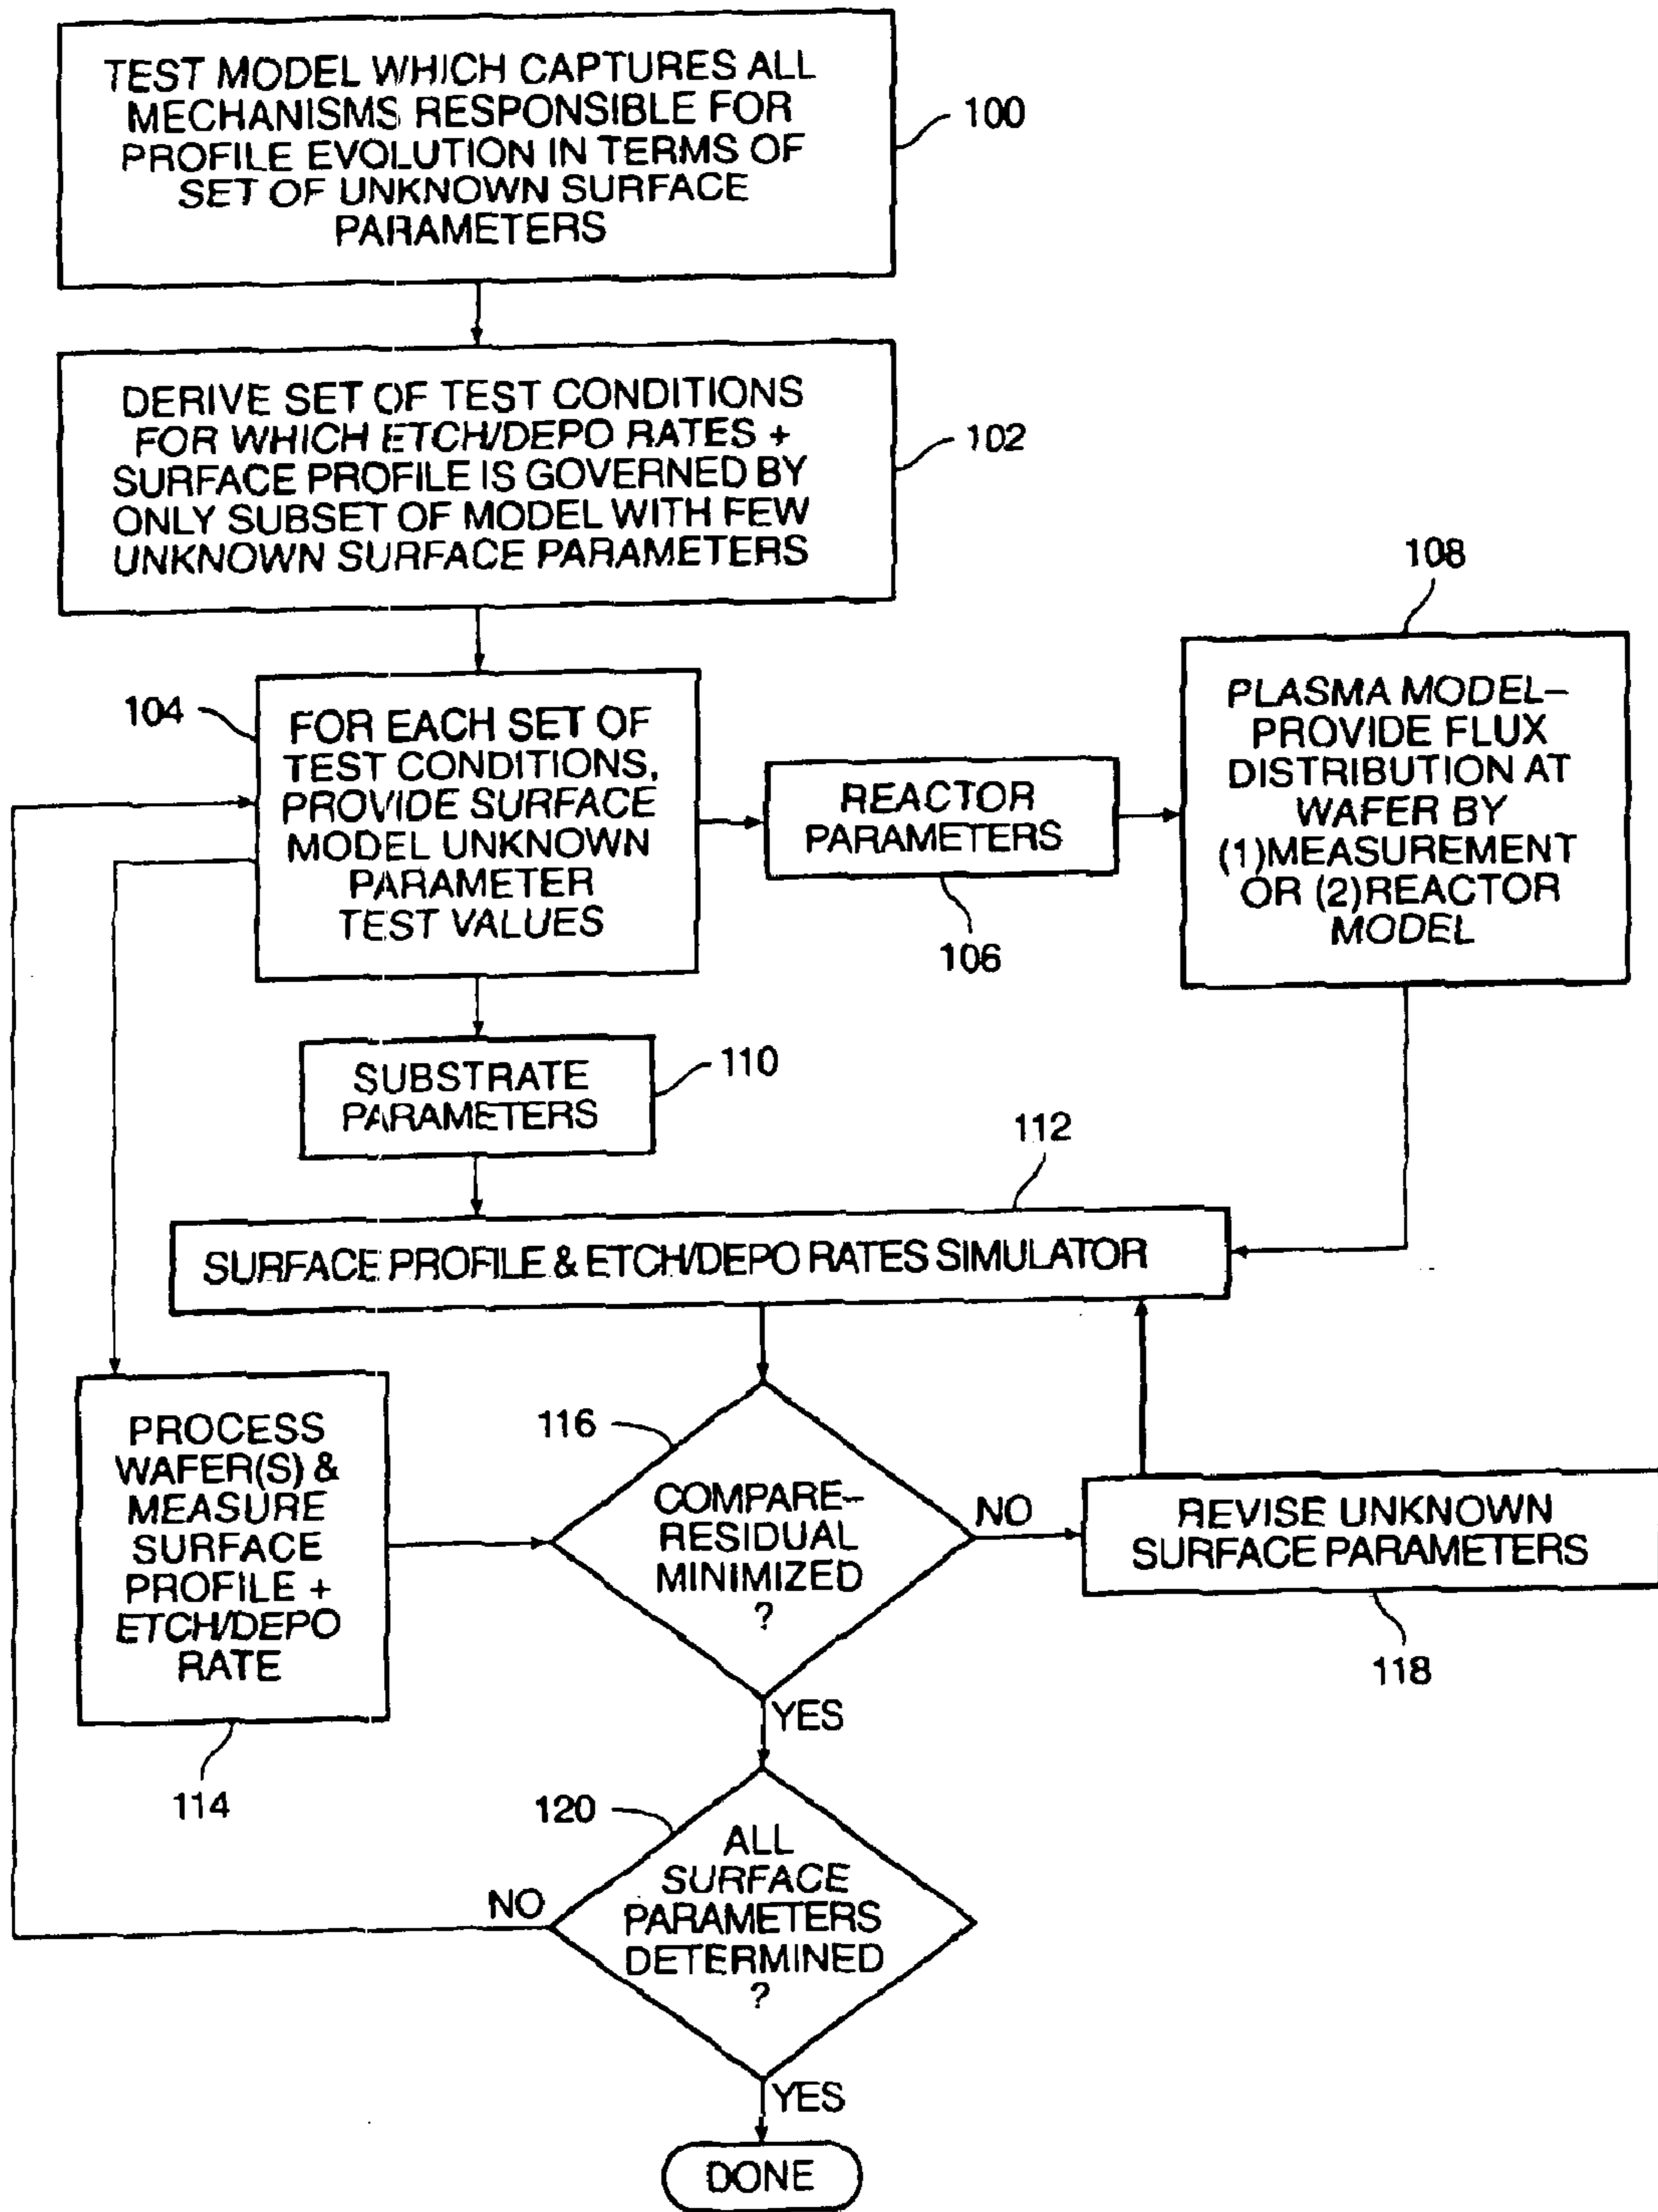 TEST MODEL WHICH CAPTURES ALL
MECHANISMS RESPONSIBLE FOR
PROFILE EVOLUTION IN TERMS OF
SET OF UNKNOWN SURFACE
PARAMETERS
100
DERIVE SET OF TEST CONDITIONS
FOR WHICH ETCH/DEPO RATES +
SURFACE PROFILE IS GOVERNED BY
ONLY SUBSET OF MODEL WITH FEW
UNKNOWN SURFACE PARAMETERS
102
104
FOR EACH SET OF
TEST CONDITIONS,
PROVIDE SURFACE
MODEL UNKNOWN
PARAMETER
TEST VALUES
REACTOR
PARAMETERS
106
108
PLASMA MODEL–
PROVIDE FLUX
DISTRIBUTION AT
WAFER BY
(1)MEASUREMENT
OR (2)REACTOR
MODEL
SUBSTRATE
PARAMETERS
110
112
SURFACE PROFILE & ETCH/DEPO RATES SIMULATOR
PROCESS
WAFER(S) &
MEASURE
SURFACE
PROFILE +
ETCH/DEPO
RATE
114
116
COMPARE–
RESIDUAL
MINIMIZED
?
NO
REVISE UNKNOWN
SURFACE PARAMETERS
118
YES
120
ALL
SURFACE
PARAMETERS
DETERMINED
?
NO
YES
DONE